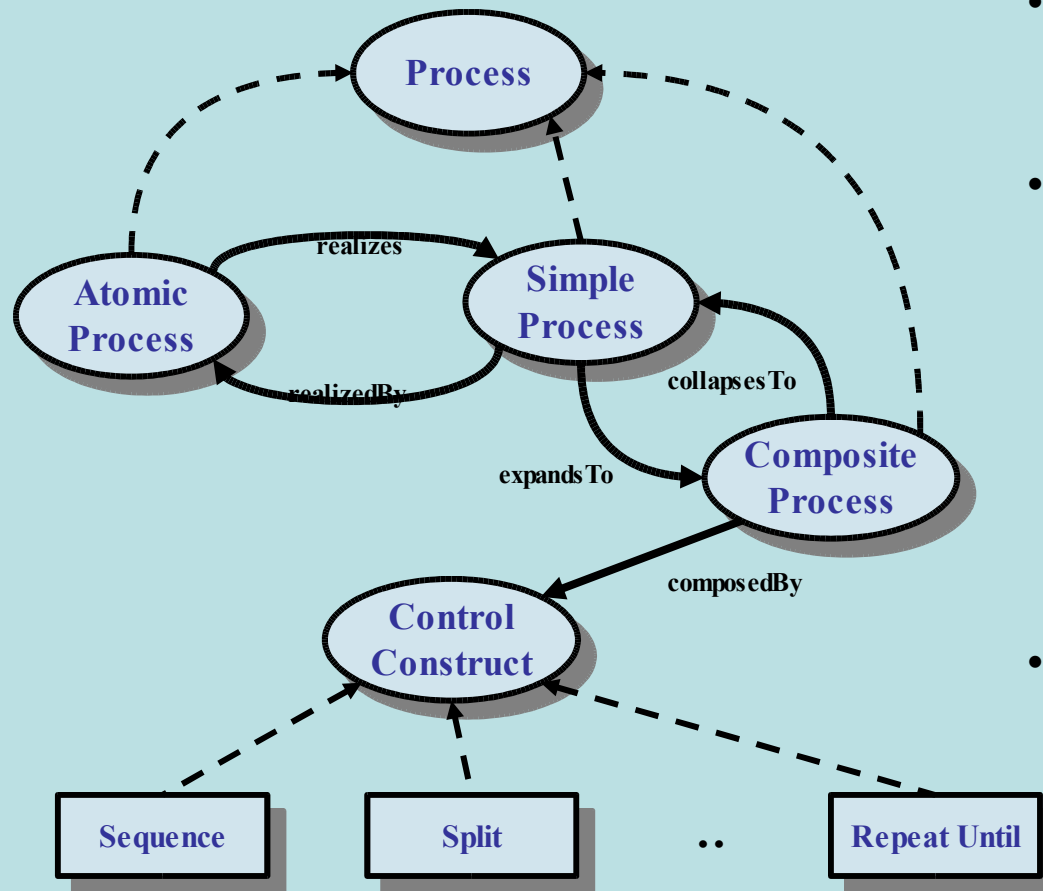 •
Process
•
realizes
Atomic
Process
Simple
Process
realizedBy
collapsesTo
expandsTo
Composite
Process
composedBy
Control
Construct
•
Sequence
Split
..
Repeat Until